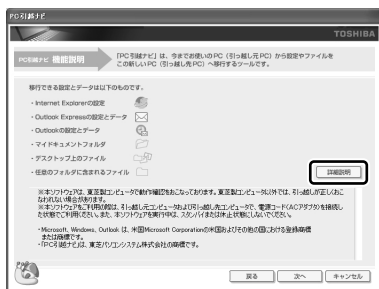 PC引越ナビ
TOSHIBA
PC引越ナビ 機能説明
「PC引越ナビ」は、今までお使いのPC（引っ越し元PC）から設定やファイルを
この新しいPC（引っ越し先PC）へ移行するツールです。
移行できる設定とデータは以下のものです。
・Internet Explorerの設定
・Outlook Expressの設定とデータ
・Outlookの設定とデータ
・マイドキュメントフォルダ
・デスクトップ上のファイル
・任意のフォルダに含まれるファイル
詳細説明
※本ソフトウェアは、東芝製コンピュータで動作確認をおこなっております。東芝製コンピュータ以外では、引っ越しが正しくおこ
なわれない場合があります。
※本ソフトウェアをご利用の際は、引っ越し元コンピュータおよび引っ越し先コンピュータで、電源コード(ACアダプタ)を接続し
た状態でご利用ください。また、本ソフトウェアを実行中は、スタンバイまたは休止状態にしないでください。
・Microsoft, Windows, Outlook は、米国Microsoft Corporationの米国およびその他の国における登録商標
または商標です。
・「PC引越ナビ」は、東芝パソコンシステム株式会社の商標です。
戻る
次へ
キャンセル